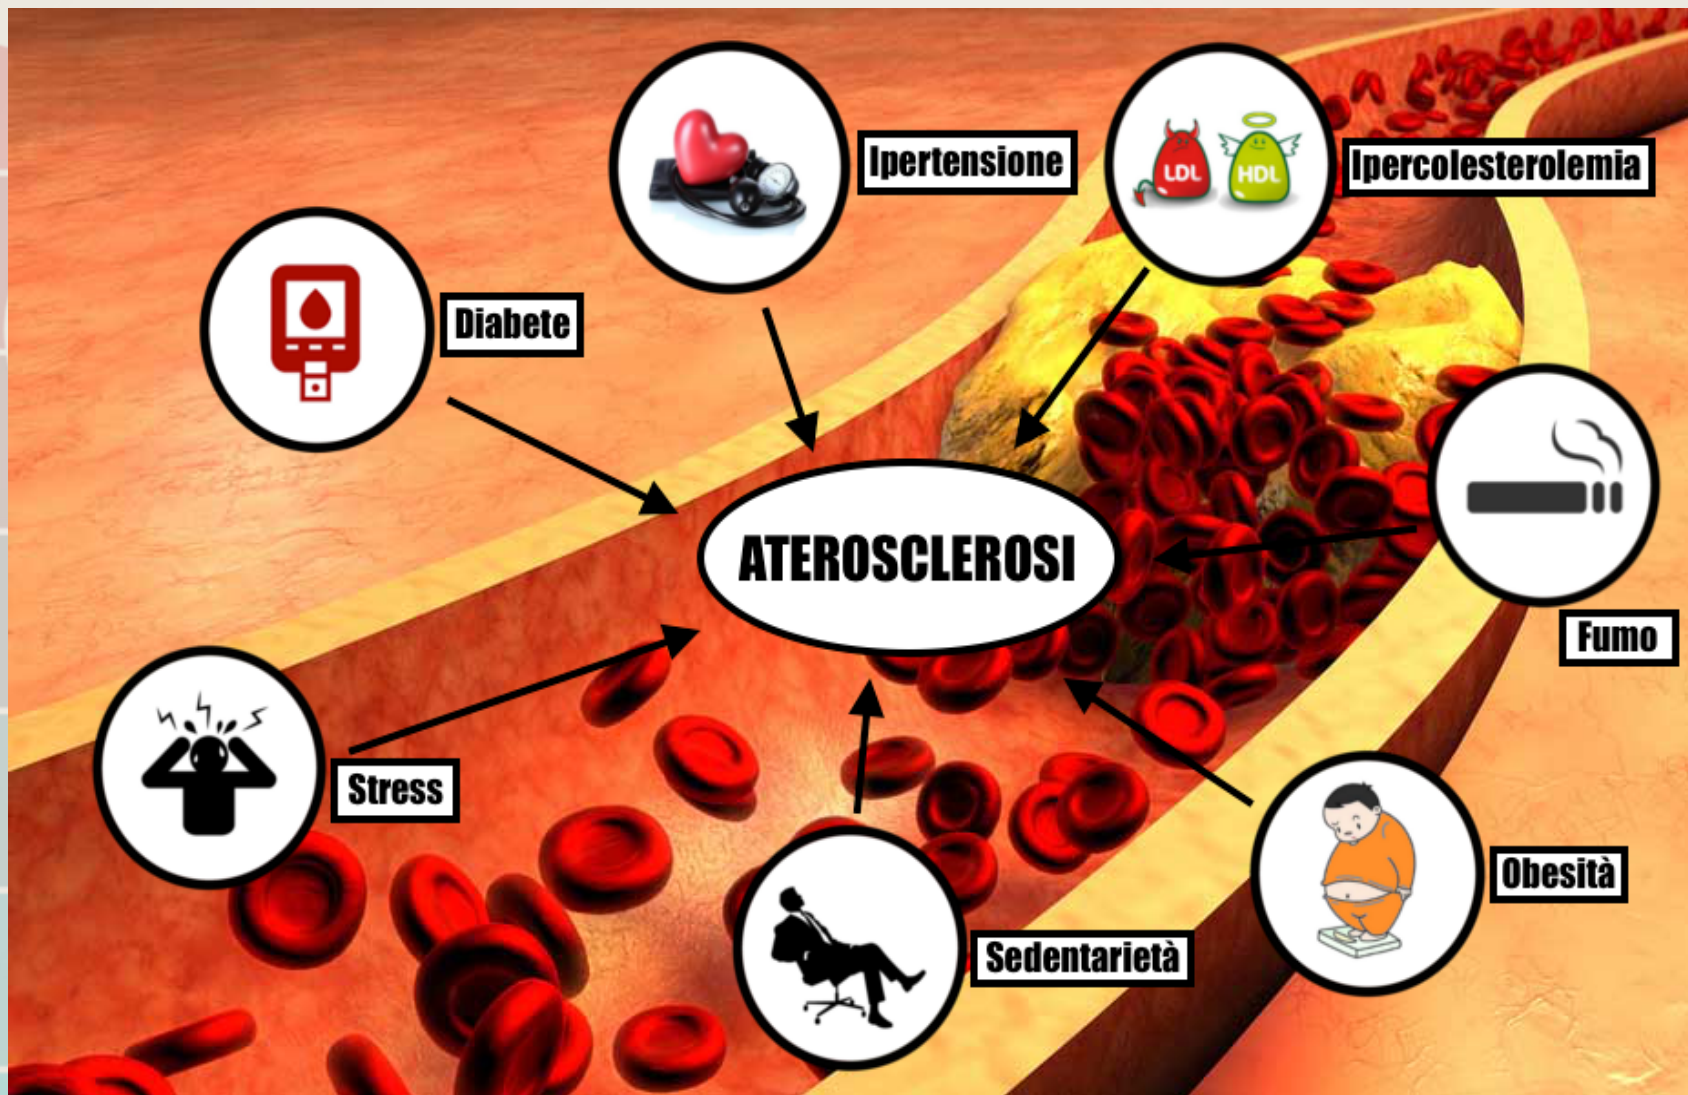 Ipertensione
LDL
HDL
Ipercolesterolemia
Diabete
ATEROSCLEROSI
Fumo
Stress
Obesità
Sedentarietà